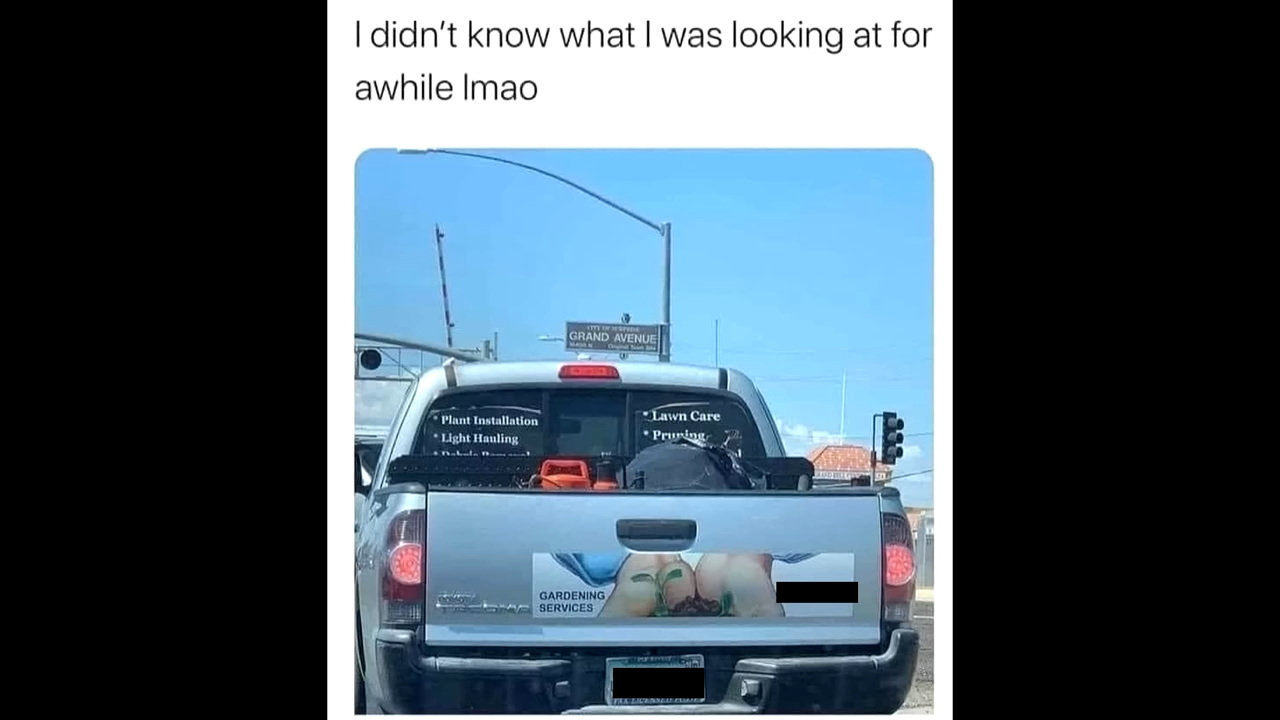 I didn't know what I was looking at for
awhile lmao
GRAND AVENUE
* Plant Installation
* Light Hauling
* Lawn Care
* Pruning
GARDENING
SERVICES